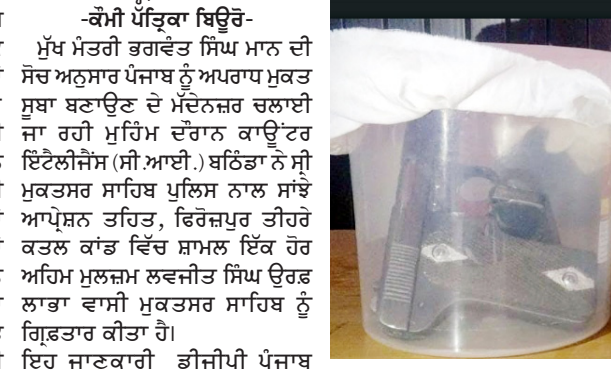 -ਕੌਮੀ ਪੱਤ੍ਰਿਕਾ ਬਿਊਰੋ-
ਮੁੱਖ ਮੰਤਰੀ ਭਗਵੰਤ ਸਿੰਘ ਮਾਨ ਦੀ
ਸੋਚ ਅਨੁਸਾਰ ਪੰਜਾਬ ਨੂੰ ਅਪਰਾਧ ਮੁਕਤ
ਸੂਬਾ ਬਣਾਉਣ ਦੇ ਮੱਦੇਨਜ਼ਰ ਚਲਾਈ
ਜਾ ਰਹੀ ਮੁਹਿੰਮ ਦੌਰਾਨ ਕਾਊਂਟਰ
ਇੰਟੈਲੀਜੈਂਸ (ਸੀ.ਆਈ.) ਬਠਿੰਡਾ ਨੇ ਸ੍ਰੀ
ਮੁਕਤਸਰ ਸਾਹਿਬ ਪੁਲਿਸ ਨਾਲ ਸਾਂਝੇ
ਆਪ੍ਰੇਸ਼ਨ ਤਹਿਤ, ਫਿਰੋਜ਼ਪੁਰ ਤੀਹਰੇ
ਕਤਲ ਕਾਂਡ ਵਿੱਚ ਸ਼ਾਮਲ ਇੱਕ ਹੋਰ
ਅਹਿਮ ਮੁਲਜ਼ਮ ਲਵਜੀਤ ਸਿੰਘ ਉਰਫ਼
ਲਾਭਾ ਵਾਸੀ ਮੁਕਤਸਰ ਸਾਹਿਬ ਨੂੰ
ਗ੍ਰਿਫ਼ਤਾਰ ਕੀਤਾ ਹੈ।
ਇਹ ਜਾਣਕਾਰੀ ਡੀਜੀਪੀ ਪੰਜਾਬ